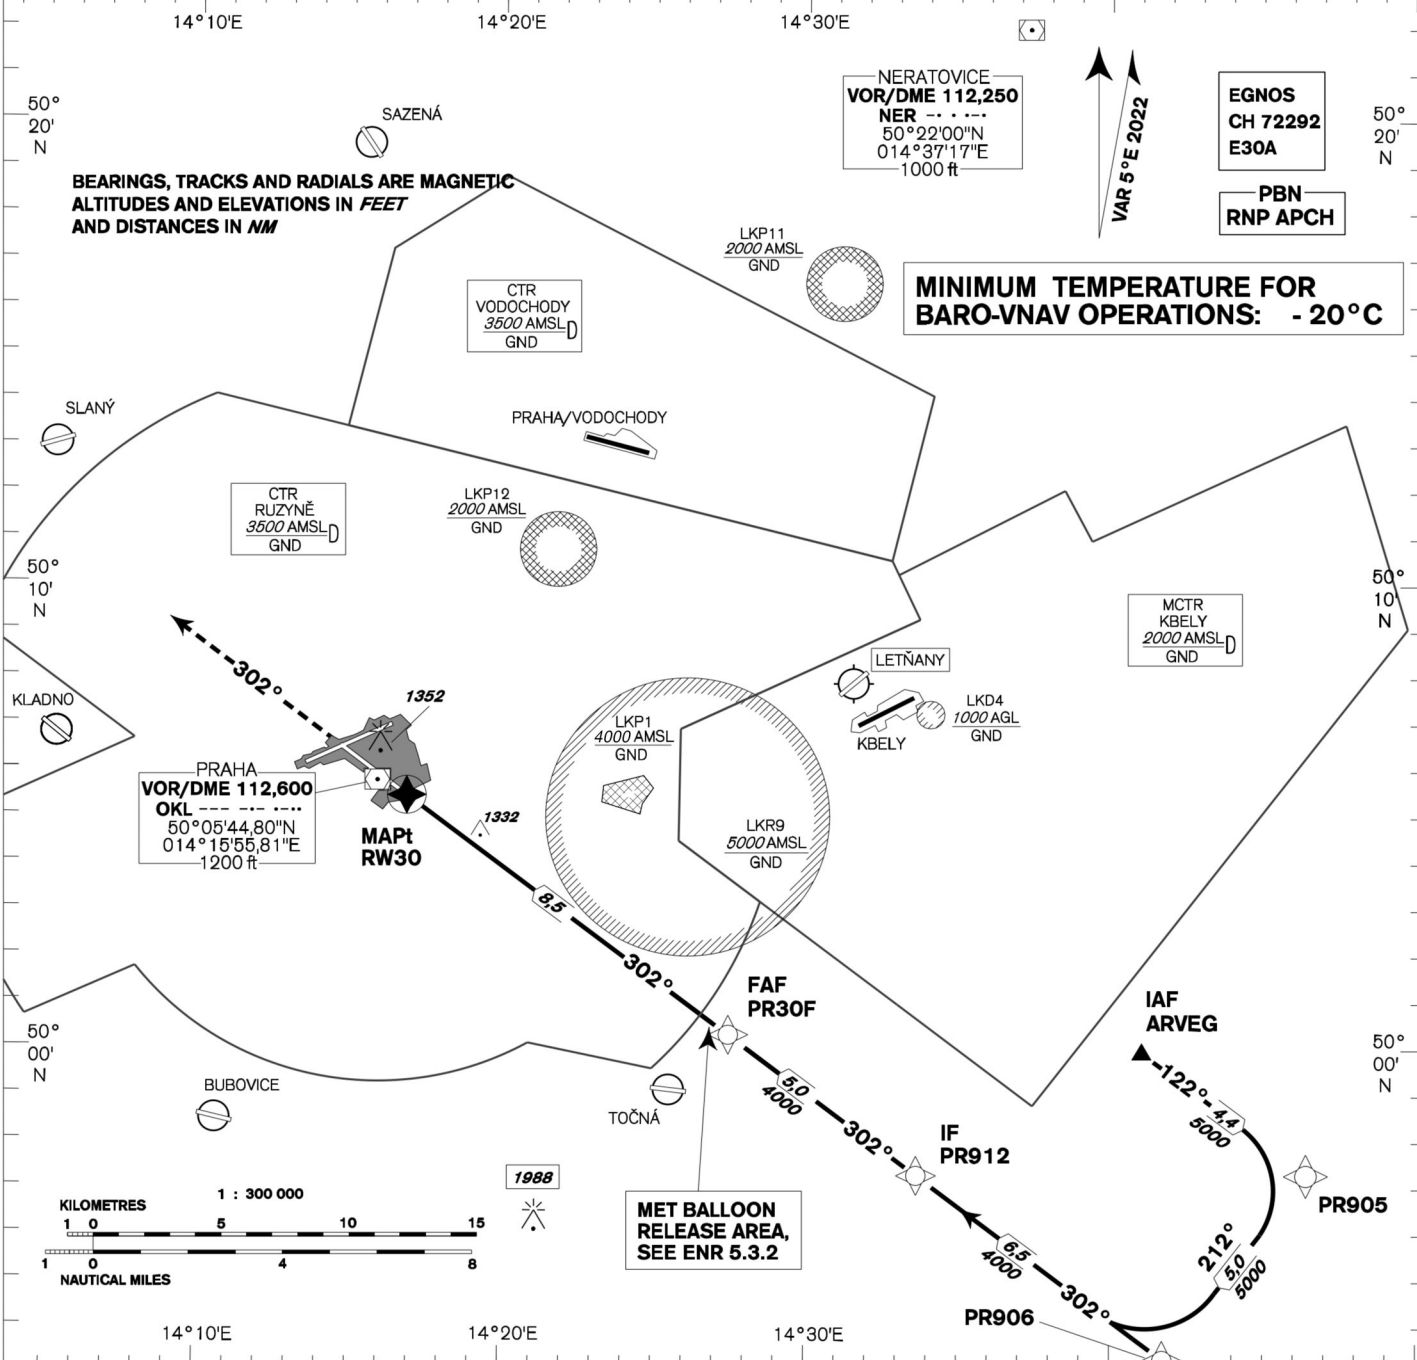 14°10'E
14°20'E
14°30'E
50°
20'
N
SAZENÁ
BEARINGS, TRACKS AND RADIALS ARE MAGNETIC
ALTITUDES AND ELEVATIONS IN FEET
AND DISTANCES IN NM
NERATOVICE
VOR/DME 112,250
NER –· · ·–·
50°22'00"N
014°37'17"E
1000 ft
VAR 5°E 2022
EGNOS
CH 72292
E30A
PBN
RNP APCH
50°
20'
N
LKP11
2000 AMSL
GND
MINIMUM TEMPERATURE FOR
BARO-VNAV OPERATIONS: - 20°C
CTR
VODOCHODY
3500 AMSL D
GND
SLANÝ
PRAHA/VODOCHODY
CTR
RUZYNĚ
3500 AMSL D
GND
LKP12
2000 AMSL
GND
50°
10'
N
50°
10'
N
MCTR
KBELY
2000 AMSL D
GND
302°
LETŇANY
KLADNO
1352
LKP1
4000 AMSL
GND
LKD4
1000 AGL
GND
KBELY
PRAHA
VOR/DME 112,600
OKL ––– –·– ·–··
50°05'44,80"N
014°15'55,81"E
1200 ft
MAPt
RW30
1332
LKR9
5000 AMSL
GND
8,5
302°
FAF
PR30F
IAF
ARVEG
50°
00'
N
50°
00'
N
BUBOVICE
TOČNÁ
5,0
4000
302°
IF
PR912
122°
4,4
5000
PR905
1988
1 : 300 000
KILOMETRES
1 0 5 10 15
1 0 4 8
NAUTICAL MILES
MET BALLOON
RELEASE AREA,
SEE ENR 5.3.2
6,5
4000
302°
212°
5,0
5000
PR906
14°10'E
14°20'E
14°30'E